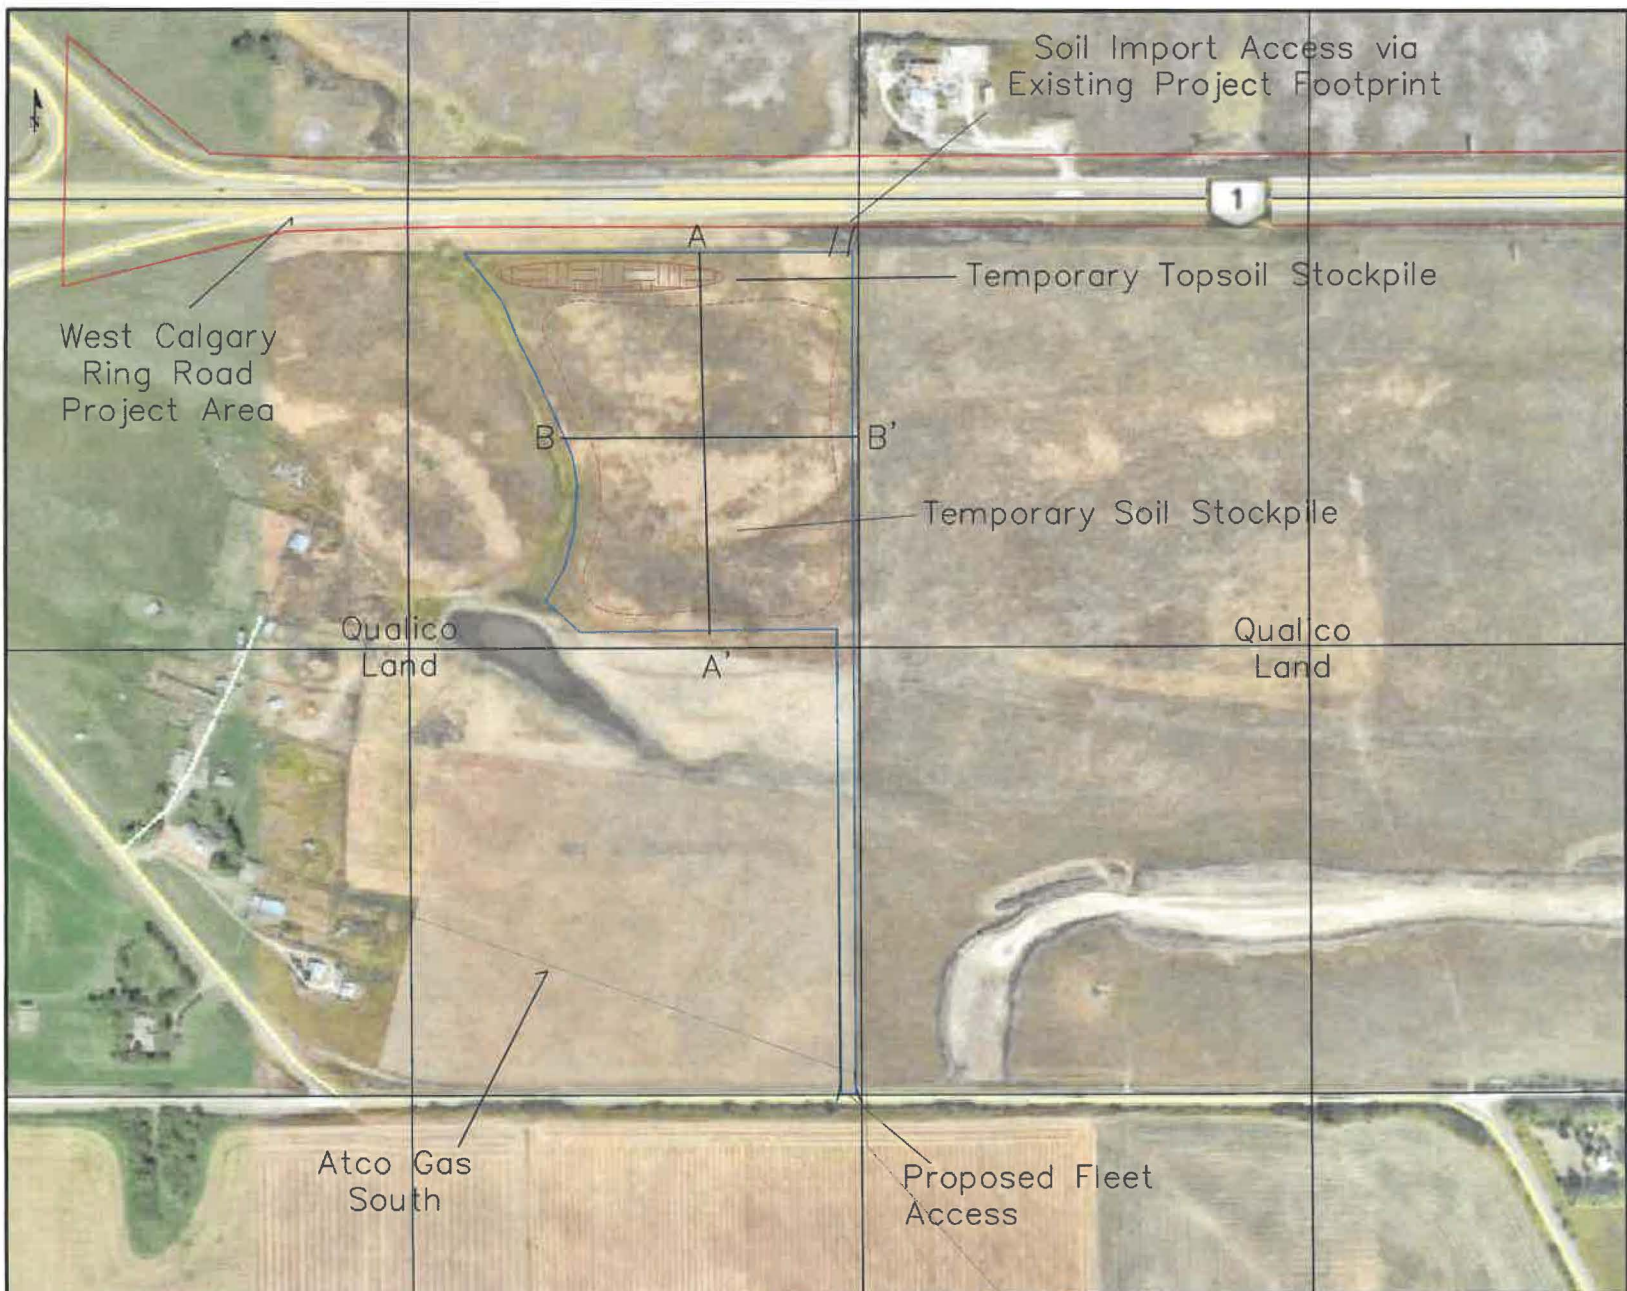 Soil Import Access via
Existing Project Footprint
1
A
Temporary Topsoil Stockpile
West Calgary
Ring Road
Project Area
B
B'
Temporary Soil Stockpile
Qualico
Land
Qualico
Land
A'
Atco Gas
South
Proposed Fleet
Access